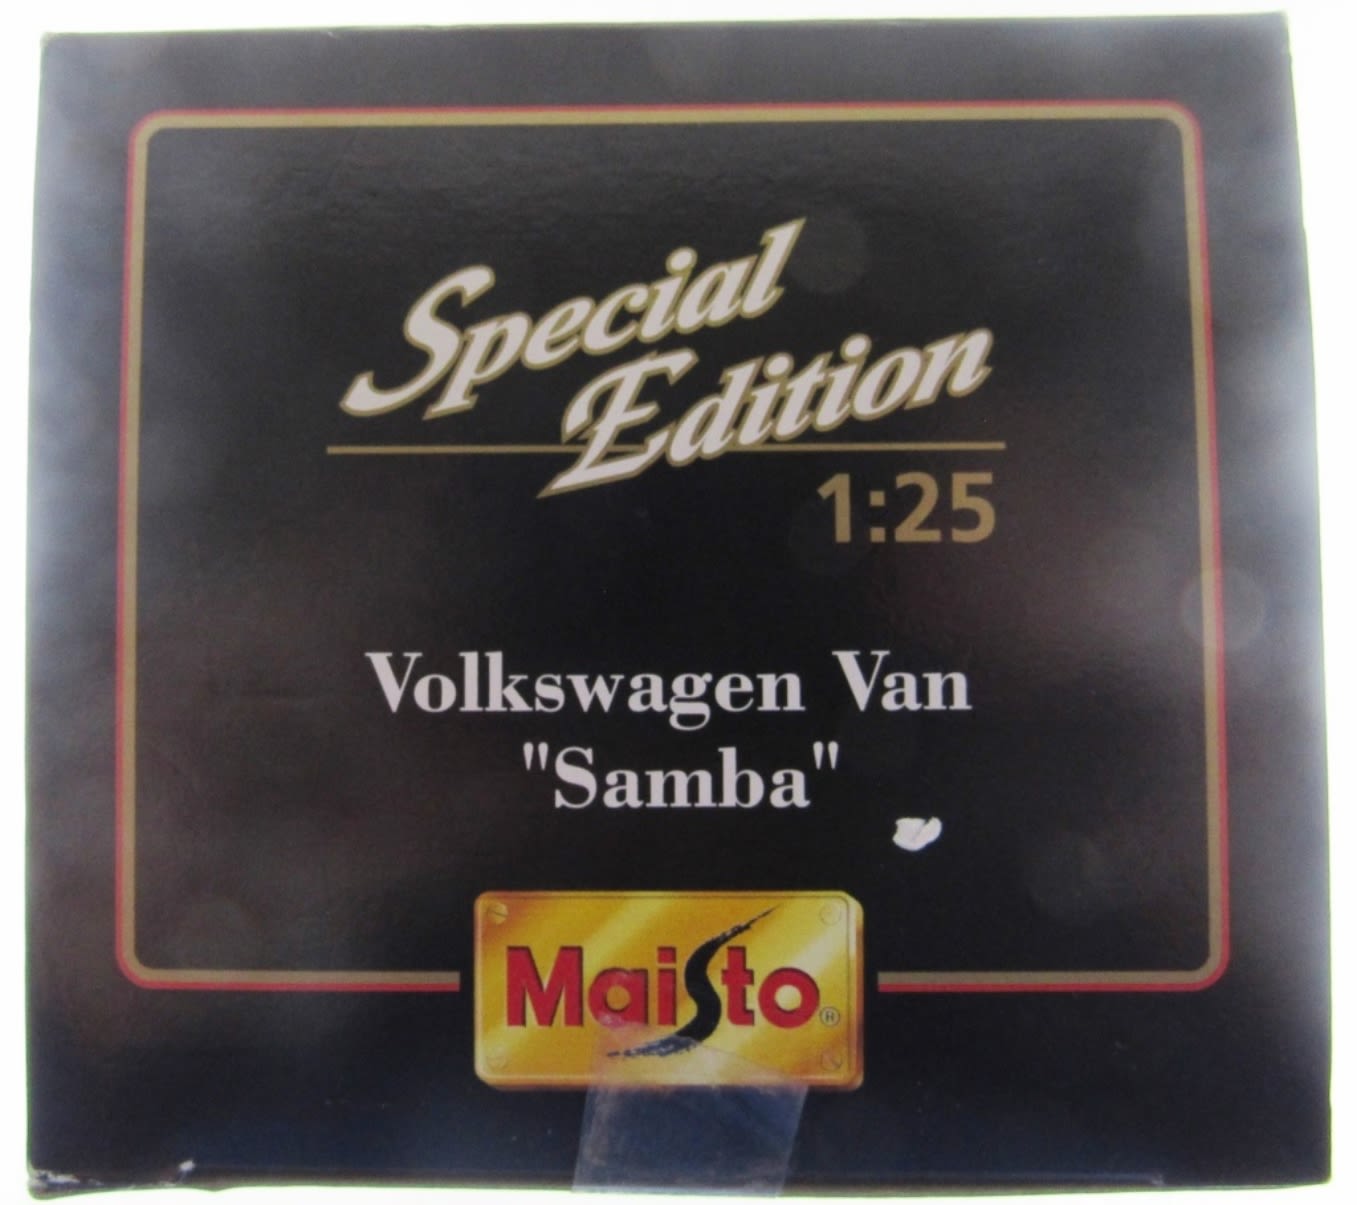 Special
Edition
1:25
Volkswagen Van
"Samba"
Maisto®